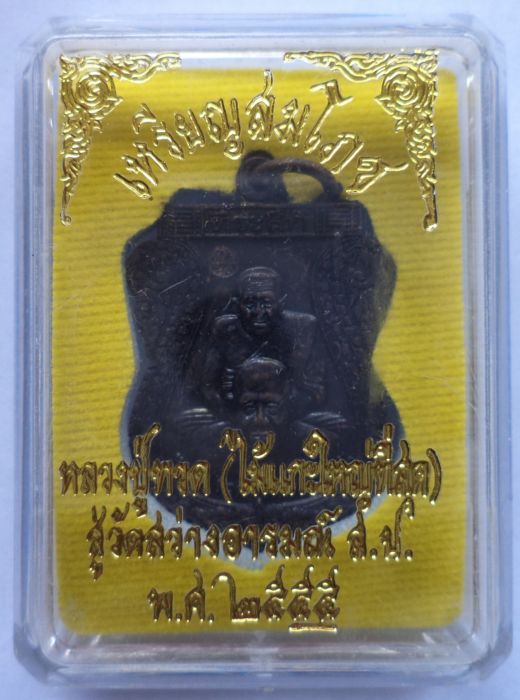 เหรียญสมโภช
หลวงปู่ทวด (ไม้แกะใหญ่ที่สุด)
สู่วัดสว่างอารมณ์ ส.ป.
พ.ศ. ๒๕๕๕